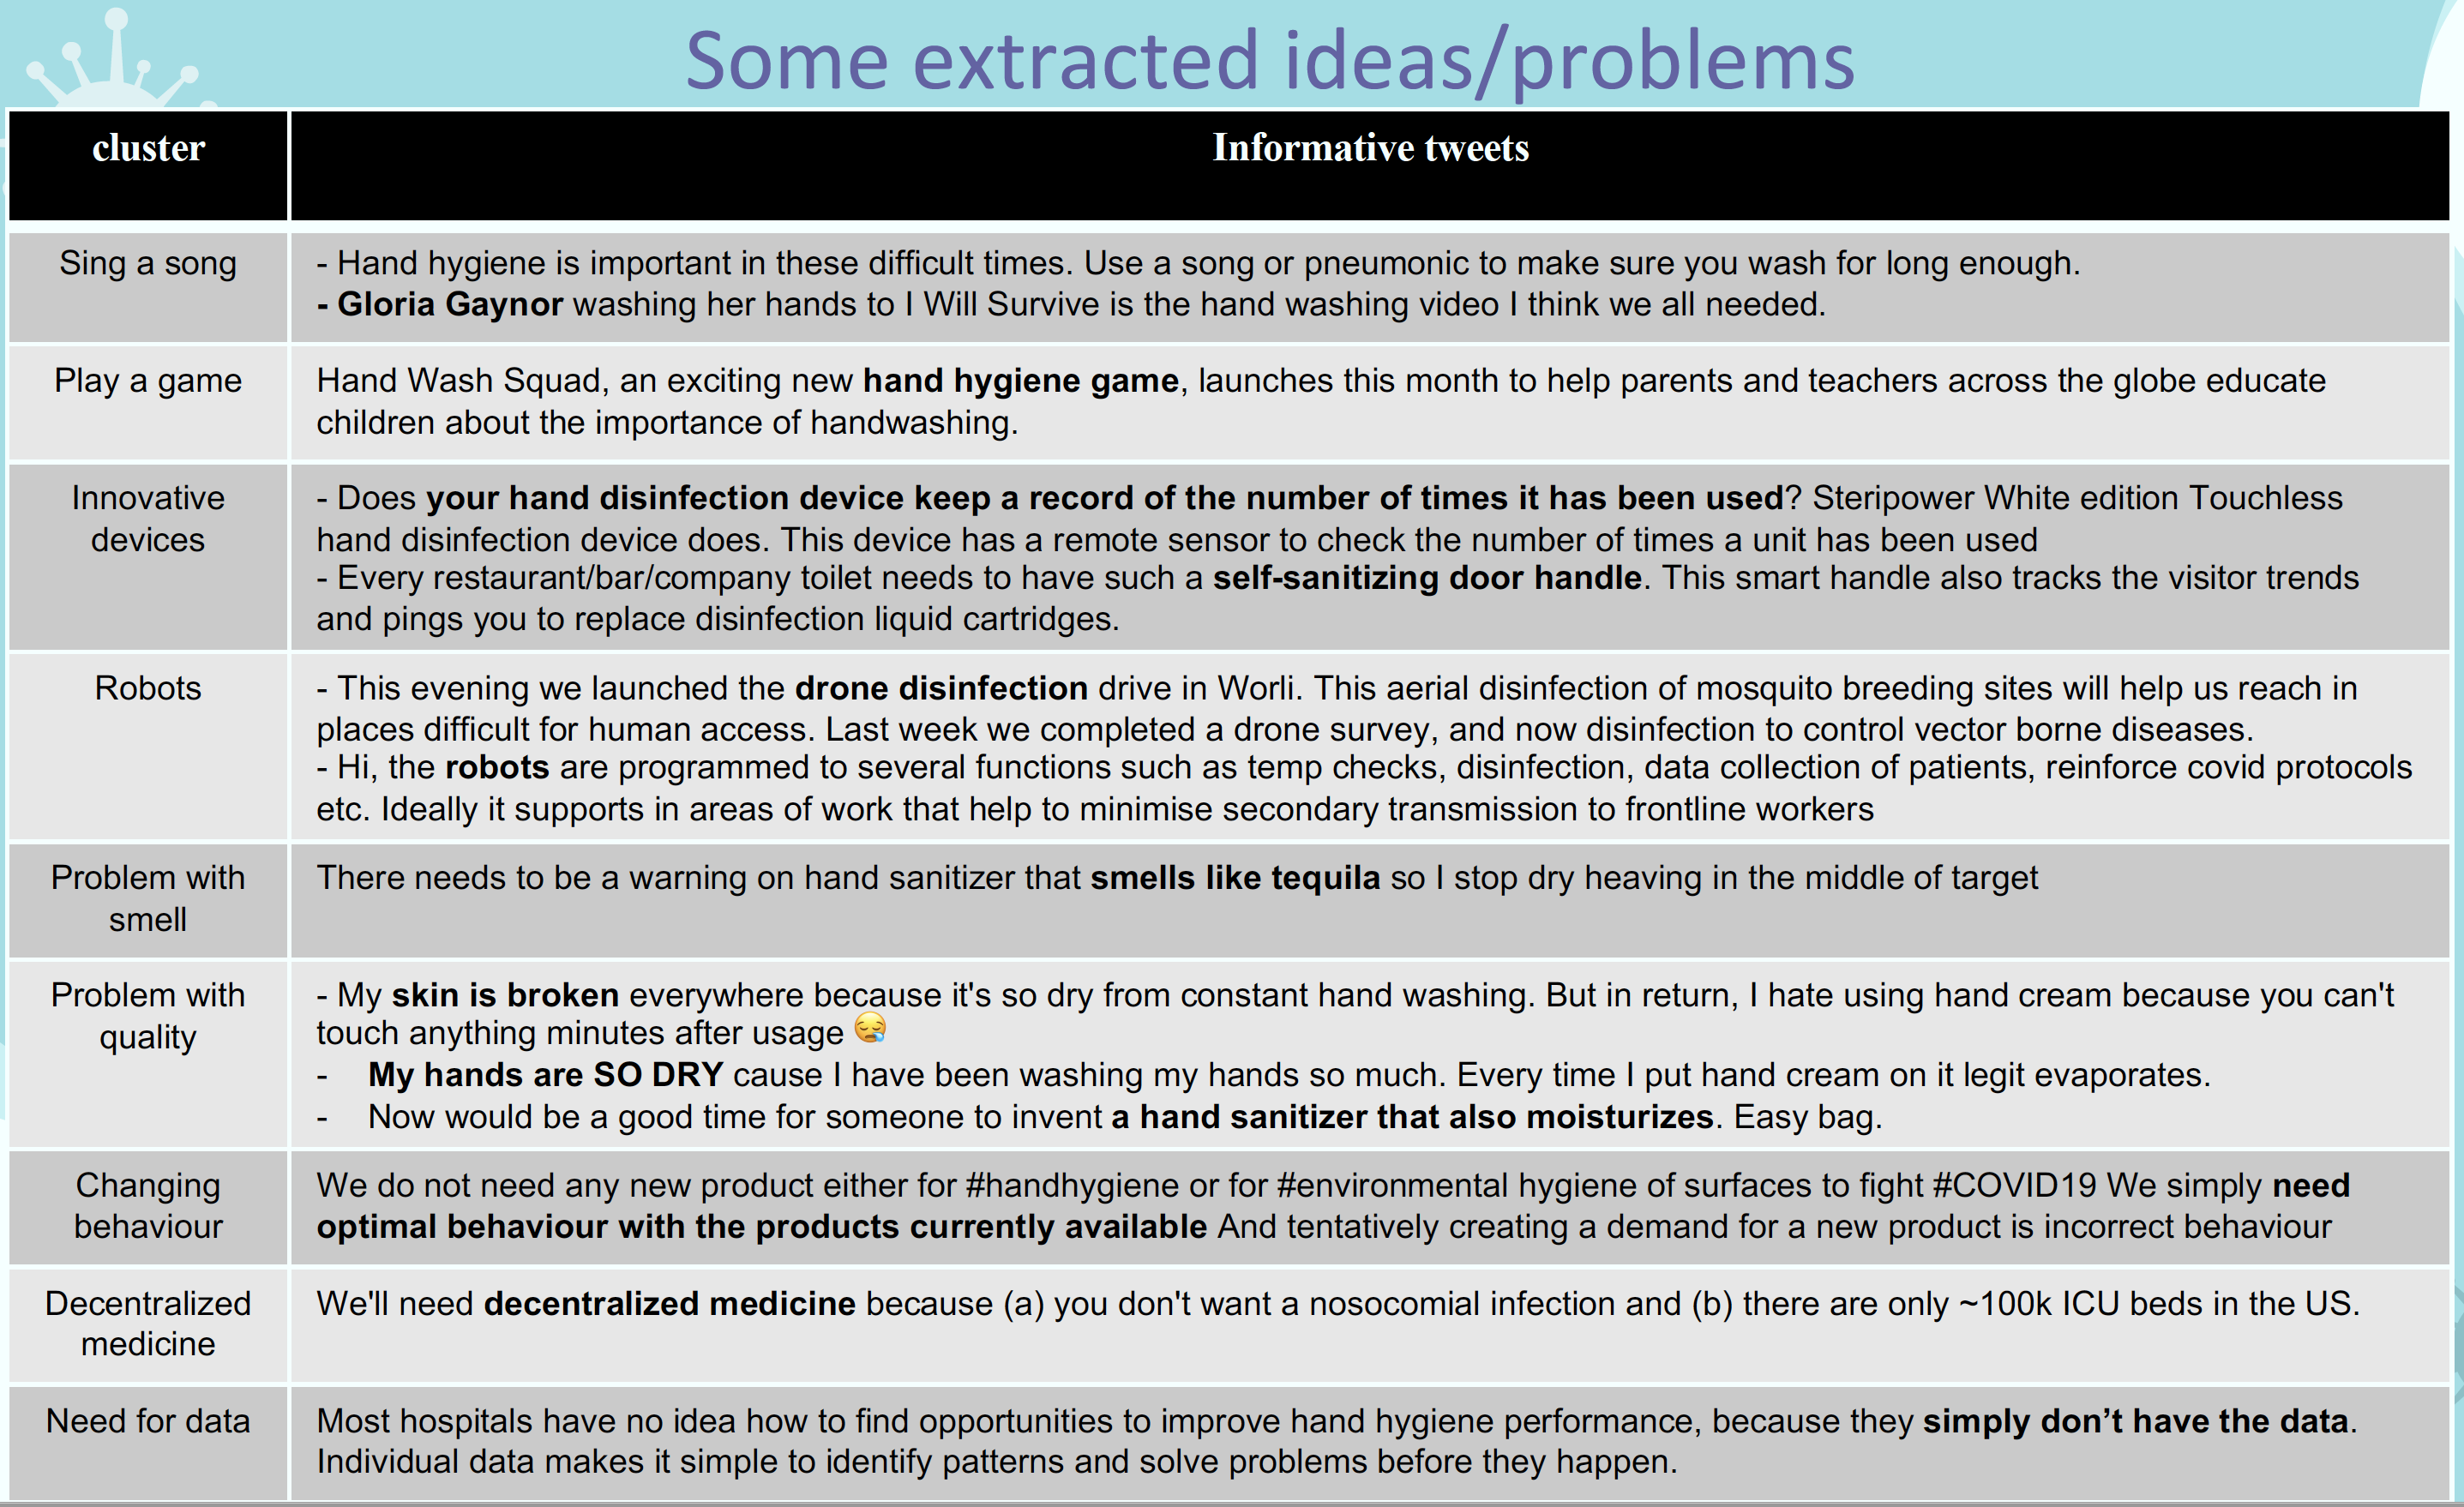 Some extracted ideas/problems
cluster
Informative tweets
Sing a song
- Hand hygiene is important in these difficult times. Use a song or pneumonic to make sure you wash for long enough.
- Gloria Gaynor washing her hands to I Will Survive is the hand washing video I think we all needed.
Play a game
Hand Wash Squad, an exciting new hand hygiene game, launches this month to help parents and teachers across the globe educate
children about the importance of handwashing.
Innovative
devices
- Does your hand disinfection device keep a record of the number of times it has been used? Steripower White edition Touchless
hand disinfection device does. This device has a remote sensor to check the number of times a unit has been used
- Every restaurant/bar/company toilet needs to have such a self-sanitizing door handle. This smart handle also tracks the visitor trends
and pings you to replace disinfection liquid cartridges.
Robots
- This evening we launched the drone disinfection drive in Worli. This aerial disinfection of mosquito breeding sites will help us reach in
places difficult for human access. Last week we completed a drone survey, and now disinfection to control vector borne diseases.
- Hi, the robots are programmed to several functions such as temp checks, disinfection, data collection of patients, reinforce covid protocols
etc. Ideally it supports in areas of work that help to minimise secondary transmission to frontline workers
Problem with
smell
There needs to be a warning on hand sanitizer that smells like tequila so I stop dry heaving in the middle of target
Problem with
quality
- My skin is broken everywhere because it's so dry from constant hand washing. But in return, I hate using hand cream because you can't
touch anything minutes after usage 😪
- My hands are SO DRY cause I have been washing my hands so much. Every time I put hand cream on it legit evaporates.
- Now would be a good time for someone to invent a hand sanitizer that also moisturizes. Easy bag.
Changing
behaviour
We do not need any new product either for #handhygiene or for #environmental hygiene of surfaces to fight #COVID19 We simply need
optimal behaviour with the products currently available And tentatively creating a demand for a new product is incorrect behaviour
Decentralized
medicine
We'll need decentralized medicine because (a) you don't want a nosocomial infection and (b) there are only ~100k ICU beds in the US.
Need for data
Most hospitals have no idea how to find opportunities to improve hand hygiene performance, because they simply don’t have the data.
Individual data makes it simple to identify patterns and solve problems before they happen.